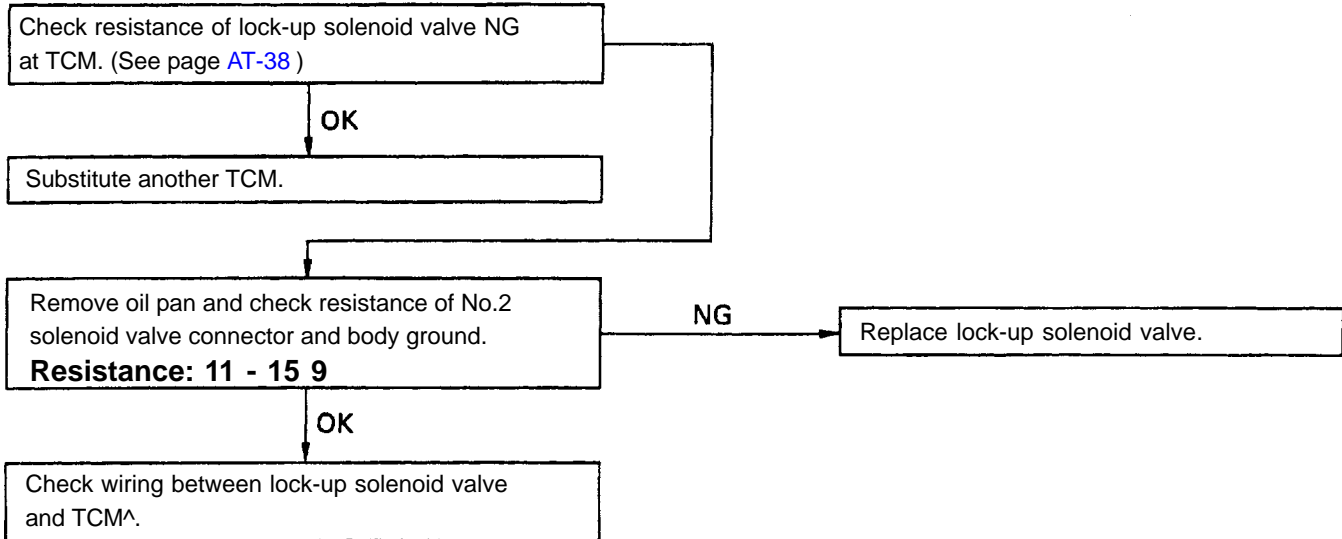 Check resistance of lock-up solenoid valve NG
at TCM. (See page AT-38 )
OK
Substitute another TCM.
Remove oil pan and check resistance of No.2
solenoid valve connector and body ground.
Resistance: 11 - 15 9
NG
Replace lock-up solenoid valve.
OK
Check wiring between lock-up solenoid valve
and TCM^.